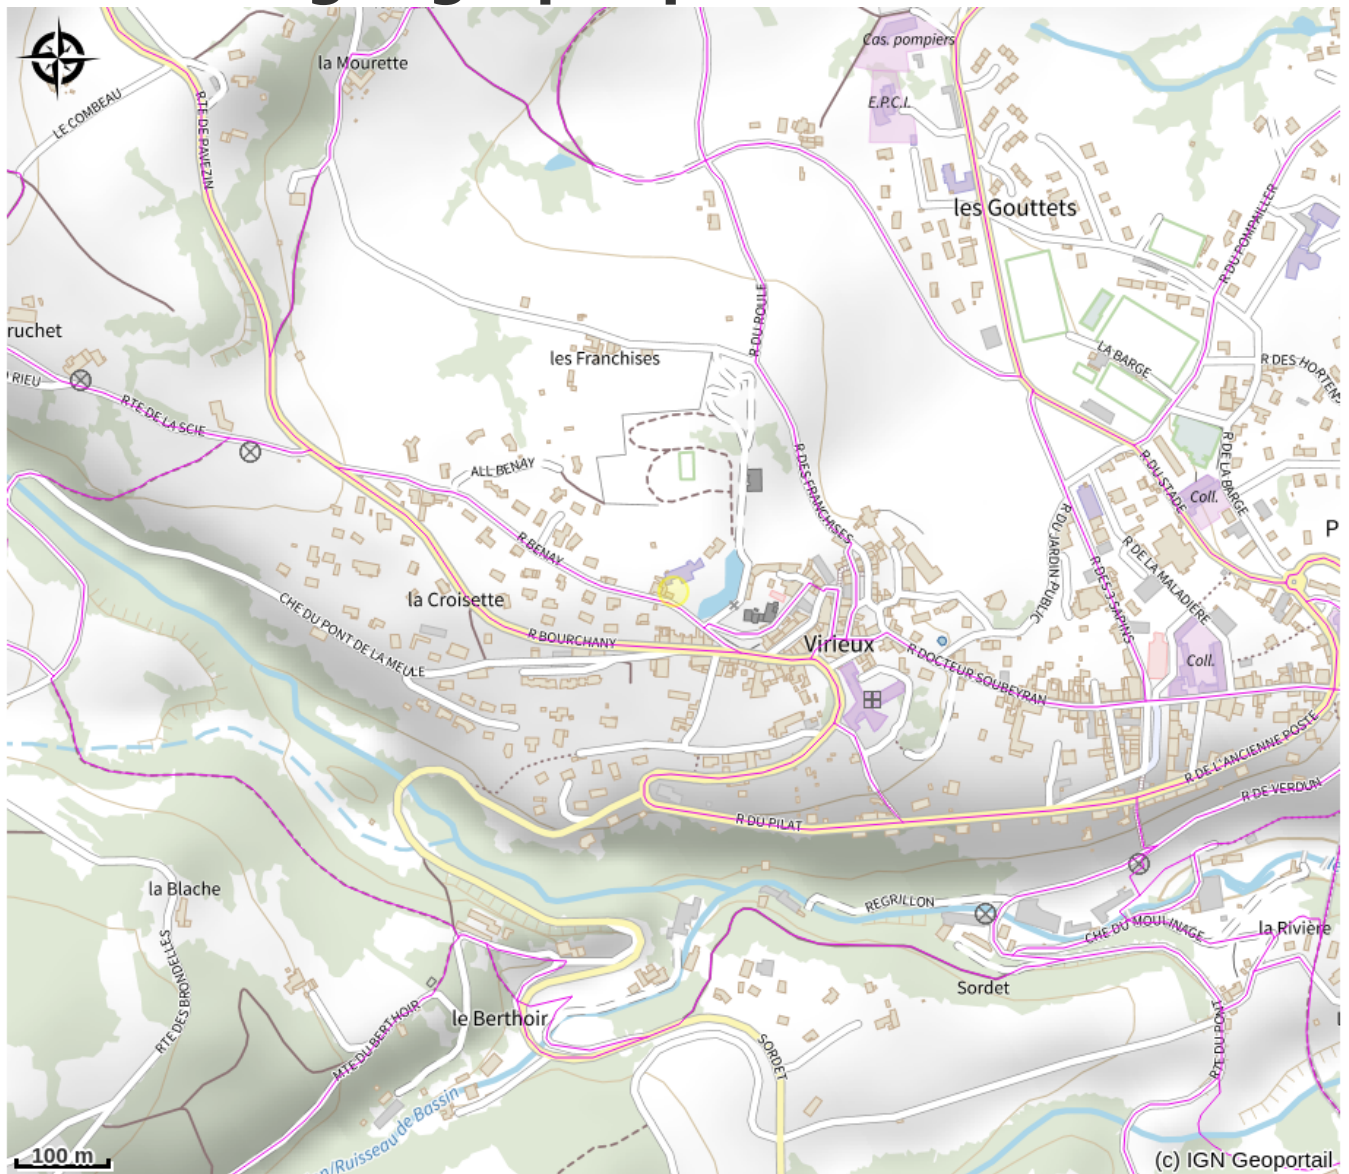 la Mourette
Cas. pompiers
E.P.C.I.
LE COMBEAU
RTE DE PAVEZIN
les Gouttets
R DU POMPAILLER
ruchet
RIEU
RTE DE LA SCIE
les Franchises
R DU ROULE
LA BARGE
R DES HORTENS
ALL BENAY
R DES FRANCHISES
R DU STADE
R DE LA BARGE
Coll.
P
R BENAY
R DU JARDIN PUBLIC
R DES 3 SAPINS
R DE LA MALADIÈRE
la Croisette
CHE DU PONT DE LA MEULE
R BOURCHANY
Virieux
R DOCTEUR SOUBEYRAN
Coll.
R DE L'ANCIENNE POSTE
R DE VERDUN
R DU PILAT
la Blache
REGRILLON
CHE DU MOULINAGE
la Rivière
RTE DES BRONDELLES
Sordet
le Berthoir
MTE DU BERTHOIR
SORDET
RTE DU PONT
n/Ruisseau de Bassin
100 m
(c) IGN Geoportail